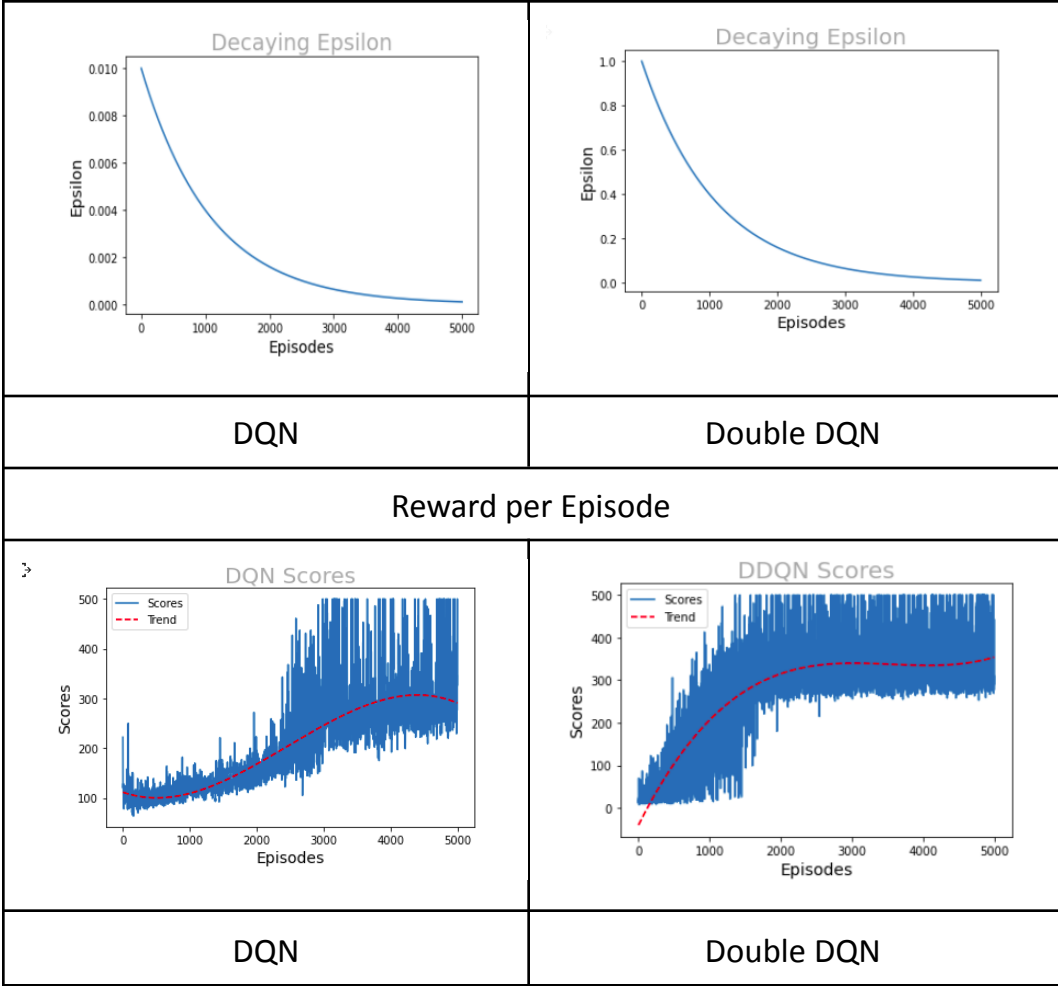 Decaying Epsilon
Epsilon
0.010
0.008
0.006
0.004
0.002
0.000
0 1000 2000 3000 4000 5000
Episodes
Decaying Epsilon
Epsilon
1.0
0.8
0.6
0.4
0.2
0.0
0 1000 2000 3000 4000 5000
Episodes
DQN
Double DQN
Reward per Episode
DQN Scores
Scores
Trend
Scores
500
400
300
200
100
0 1000 2000 3000 4000 5000
Episodes
DDQN Scores
Scores
Trend
Scores
500
400
300
200
100
0
0 1000 2000 3000 4000 5000
Episodes
DQN
Double DQN